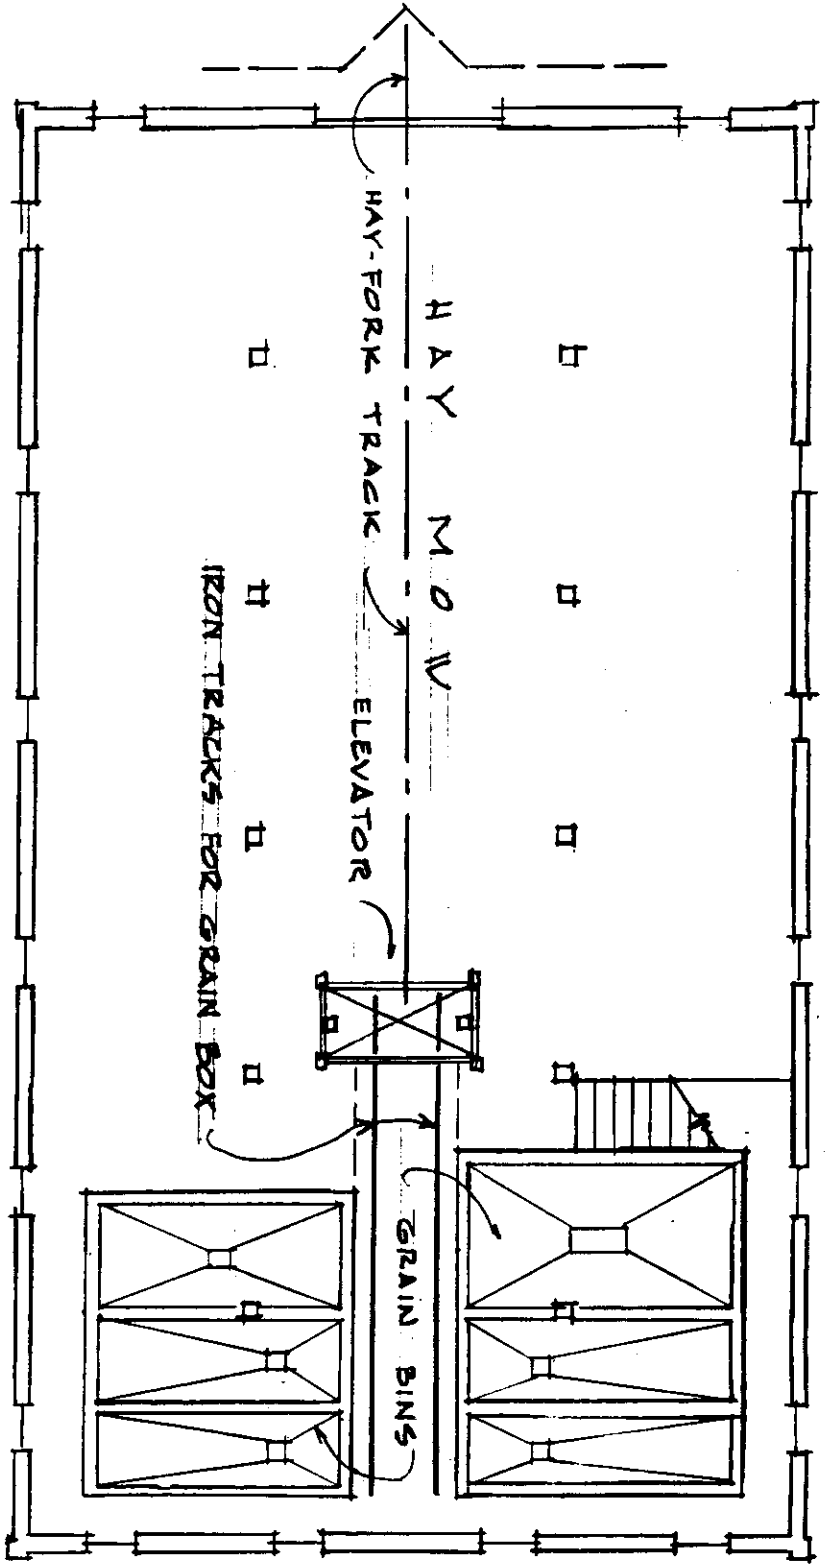 HAY MOW
HAY-FORK TRACK
ELEVATOR
IRON TRACKS FOR GRAIN BOX
GRAIN BINS